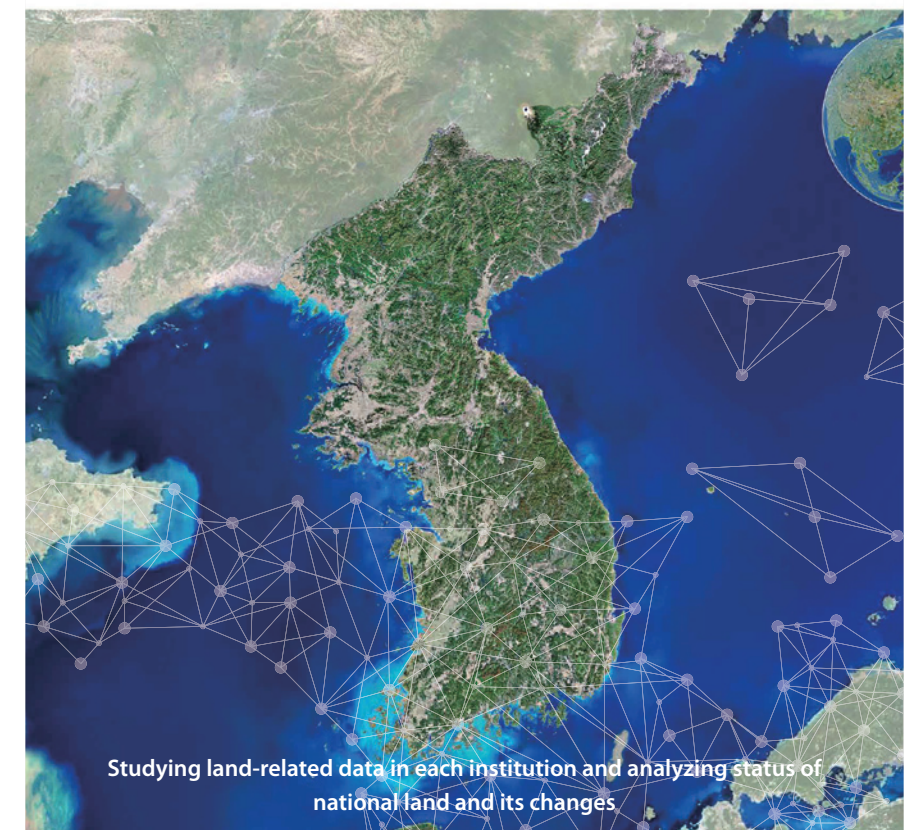 Studying land-related data in each institution and analyzing status of
national land and its changes